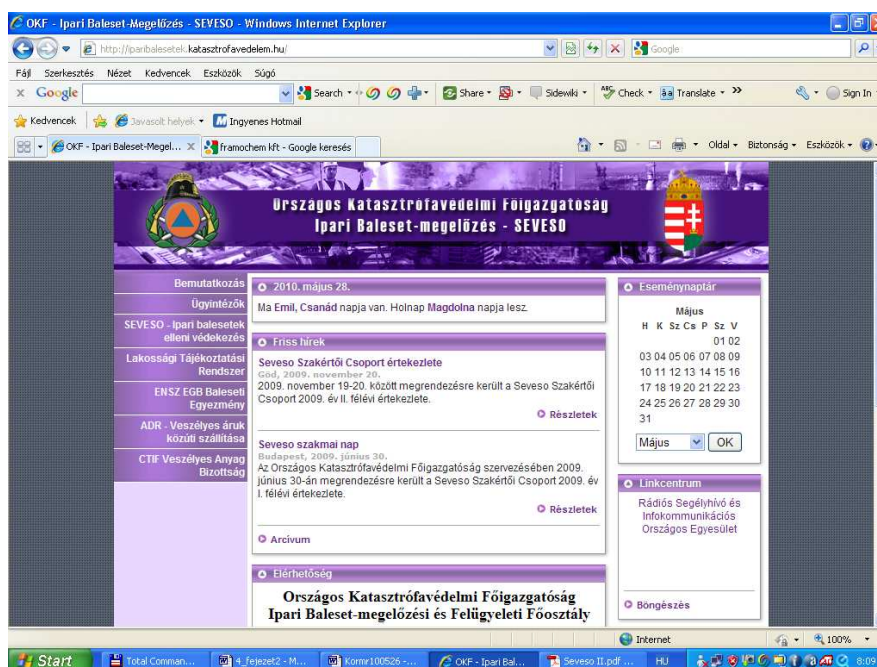 OKF - Ipari Baleset-Megelőzés - SEVESO - Windows Internet Explorer
http://iparibalesetek.katasztrofavedelem.hu/
Google
Fájl Szerkesztés Nézet Kedvencek Eszközök Súgó
x Google Search Share Sidewiki Check Translate Sign In
Kedvencek Javasolt helyek Ingyenes Hotmail
OKF - Ipari Baleset-Megel... X framochem kft - Google keresés Oldal Biztonság Eszközök
Országos Katasztrófavédelmi Főigazgatóság
Ipari Baleset-megelőzés - SEVESO
Bemutatkozás
Ügyintézők
SEVESO - Ipari balesetek
elleni védekezés
Lakossági Tájékoztatási
Rendszer
ENSZ EGB Baleseti
Egyezmény
ADR - Veszélyes áruk
közúti szállítása
CTIF Veszélyes Anyag
Bizottság
2010. május 28.
Ma Emil, Csanád napja van. Holnap Magdolna napja lesz.
Friss hírek
Seveso Szakértői Csoport értekezlete
Göd, 2009. november 20.
2009. november 19-20. között megrendezésre került a Seveso Szakértői
Csoport 2009. év II. félévi értekezlete.
Részletek
Seveso szakmai nap
Budapest, 2009. június 30.
Az Országos Katasztrófavédelmi Főigazgatóság szervezésében 2009.
június 30-án megrendezésre került a Seveso Szakértői Csoport 2009. év
I. félévi értekezlete.
Részletek
Arcívum
Elérhetőség
Országos Katasztrófavédelmi Főigazgatóság
Ipari Baleset-megelőzési és Felügyeleti Főosztály
Eseménynaptár
Május
H K Sz Cs P Sz V
01 02
03 04 05 06 07 08 09
10 11 12 13 14 15 16
17 18 19 20 21 22 23
24 25 26 27 28 29 30
31
Május OK
Linkcentrum
Rádiós Segélyhívó és
Infokommunikációs
Országos Egyesület
Böngészés
Internet 100%
Start Total Comman... 4_fejezet2 - M... Kormr100526 -... OKF - Ipari Bal... Seveso II.pdf ... HU 8:09